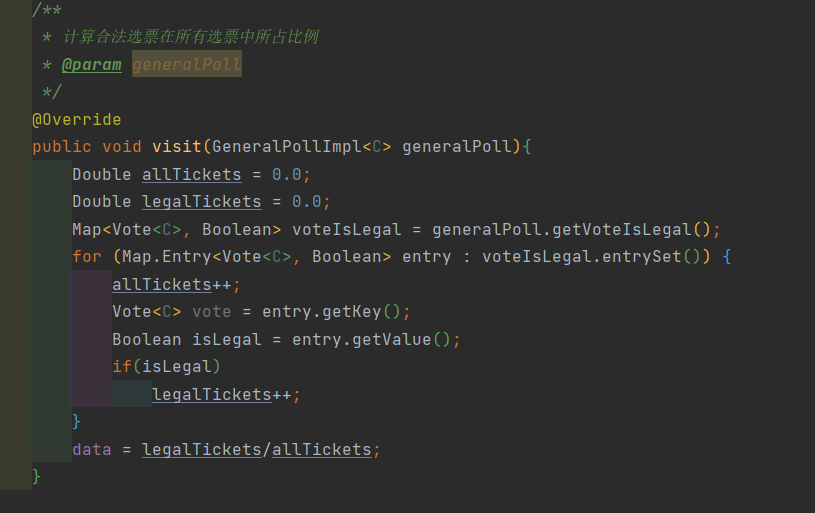 /**
 * 计算合法选票在所有选票中所占比例
 * @param generalPoll
 */
@Override
public void visit(GeneralPollImpl<C> generalPoll){
    Double allTickets = 0.0;
    Double legalTickets = 0.0;
    Map<Vote<C>, Boolean> voteIsLegal = generalPoll.getVoteIsLegal();
    for (Map.Entry<Vote<C>, Boolean> entry : voteIsLegal.entrySet()) {
        allTickets++;
        Vote<C> vote = entry.getKey();
        Boolean isLegal = entry.getValue();
        if(isLegal)
            legalTickets++;
    }
    data = legalTickets/allTickets;
}